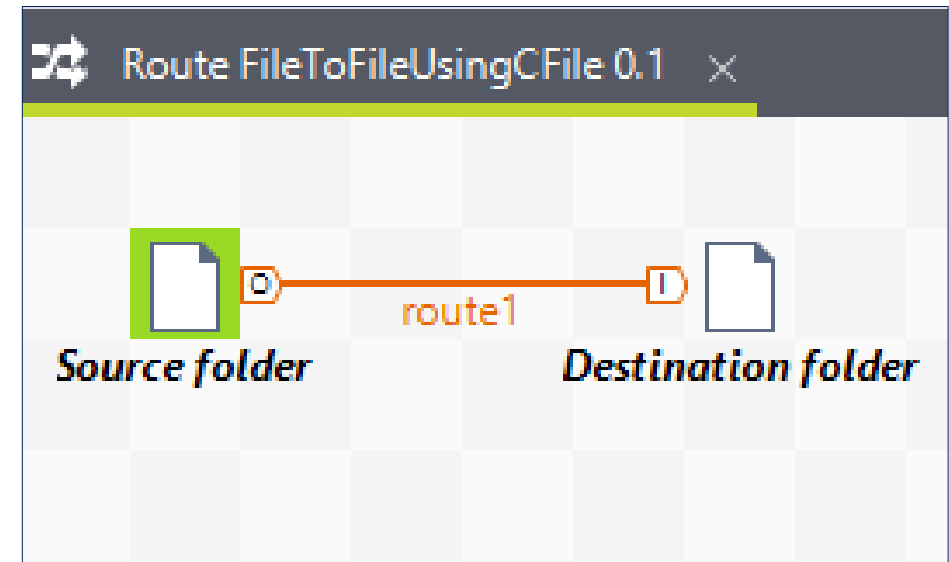 Route FileToFileUsingCFile 0.1
O
I
route1
Source folder
Destination folder